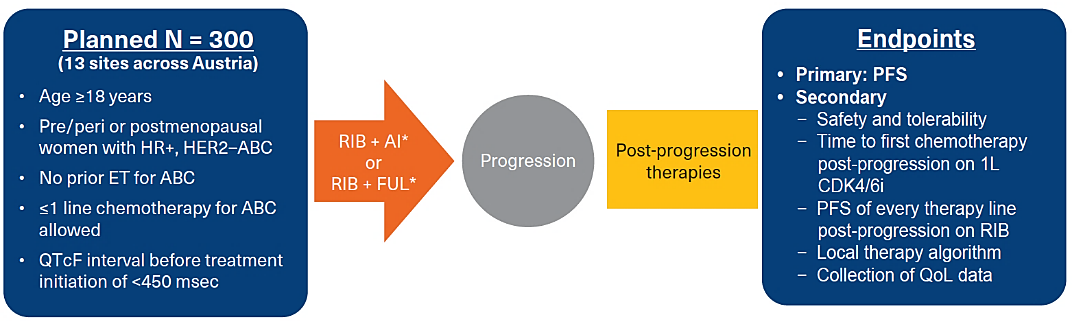 Planned N = 300
(13 sites across Austria)
• Age ≥18 years
• Pre/peri or postmenopausal
women with HR+, HER2–ABC
• No prior ET for ABC
• ≤1 line chemotherapy for ABC
allowed
• QTcF interval before treatment
initiation of <450 msec
RIB + AI*
or
RIB + FUL*
Progression
Post-progression
therapies
Endpoints
• Primary: PFS
• Secondary
– Safety and tolerability
– Time to first chemotherapy
post-progression on 1L
CDK4/6i
– PFS of every therapy line
post-progression on RIB
– Local therapy algorithm
– Collection of QoL data